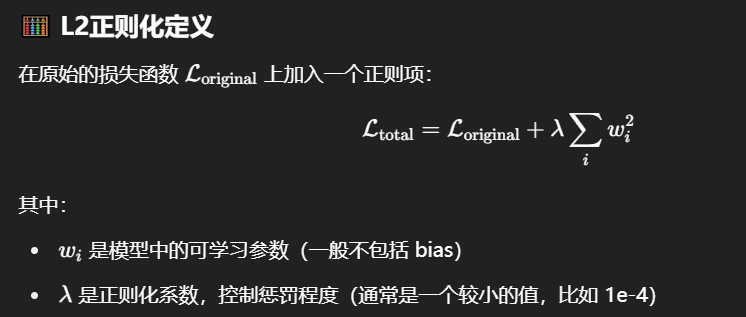 🧮 L2正则化定义
在原始的损失函数 $\mathcal{L}_{\text{original}}$ 上加入一个正则项：
$\mathcal{L}_{\text{total}} = \mathcal{L}_{\text{original}} + \lambda \sum_{i} w_i^2$
其中：
• $w_i$ 是模型中的可学习参数（一般不包括 bias）
• $\lambda$ 是正则化系数，控制惩罚程度（通常是一个较小的值，比如 1e-4）